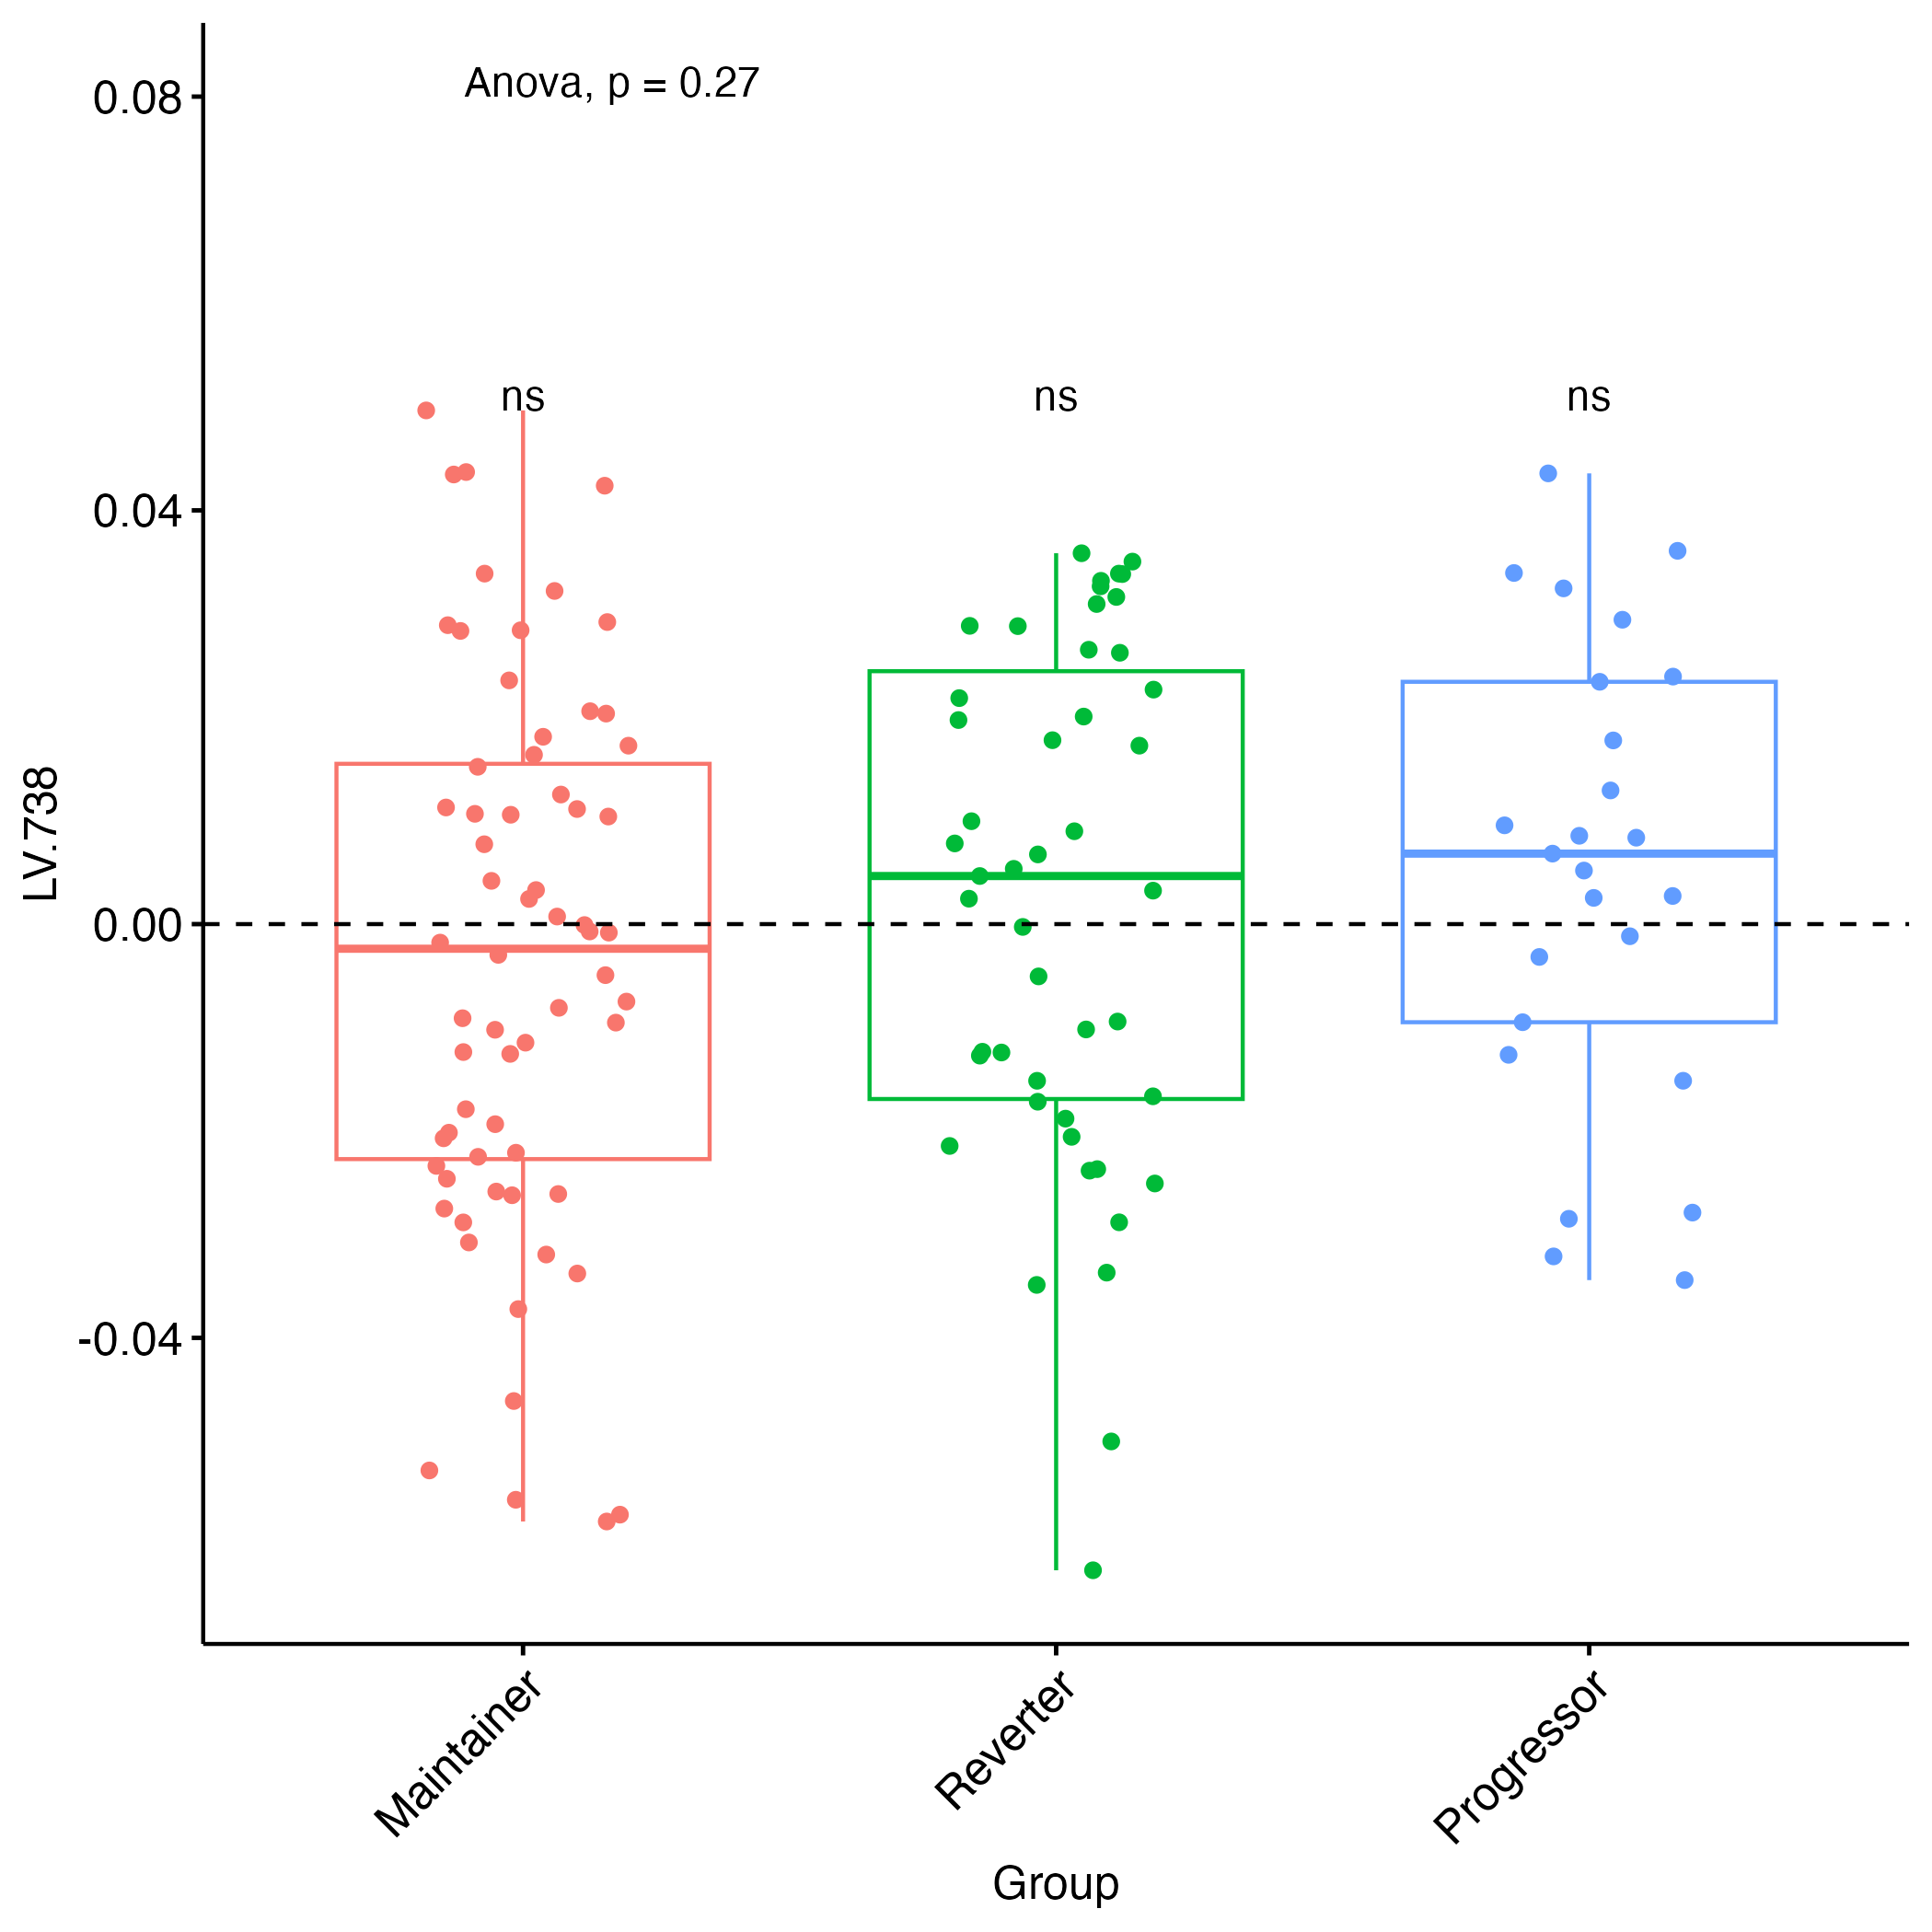 Anova, p = 0.27
0.08
0.04
0.00
-0.04
LV.738
ns
ns
ns
Maintainer
Reverter
Progressor
Group